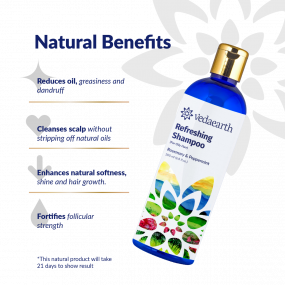 Natural Benefits
Reduces oil, greasiness and
dandruff
Cleanses scalp without
stripping off natural oils
Enhances natural softness,
shine and hair growth.
Fortifies follicular
strength
*This natural product will take
21 days to show result
vedaearth
Refreshing
Shampoo
Rosemary & Peppermint